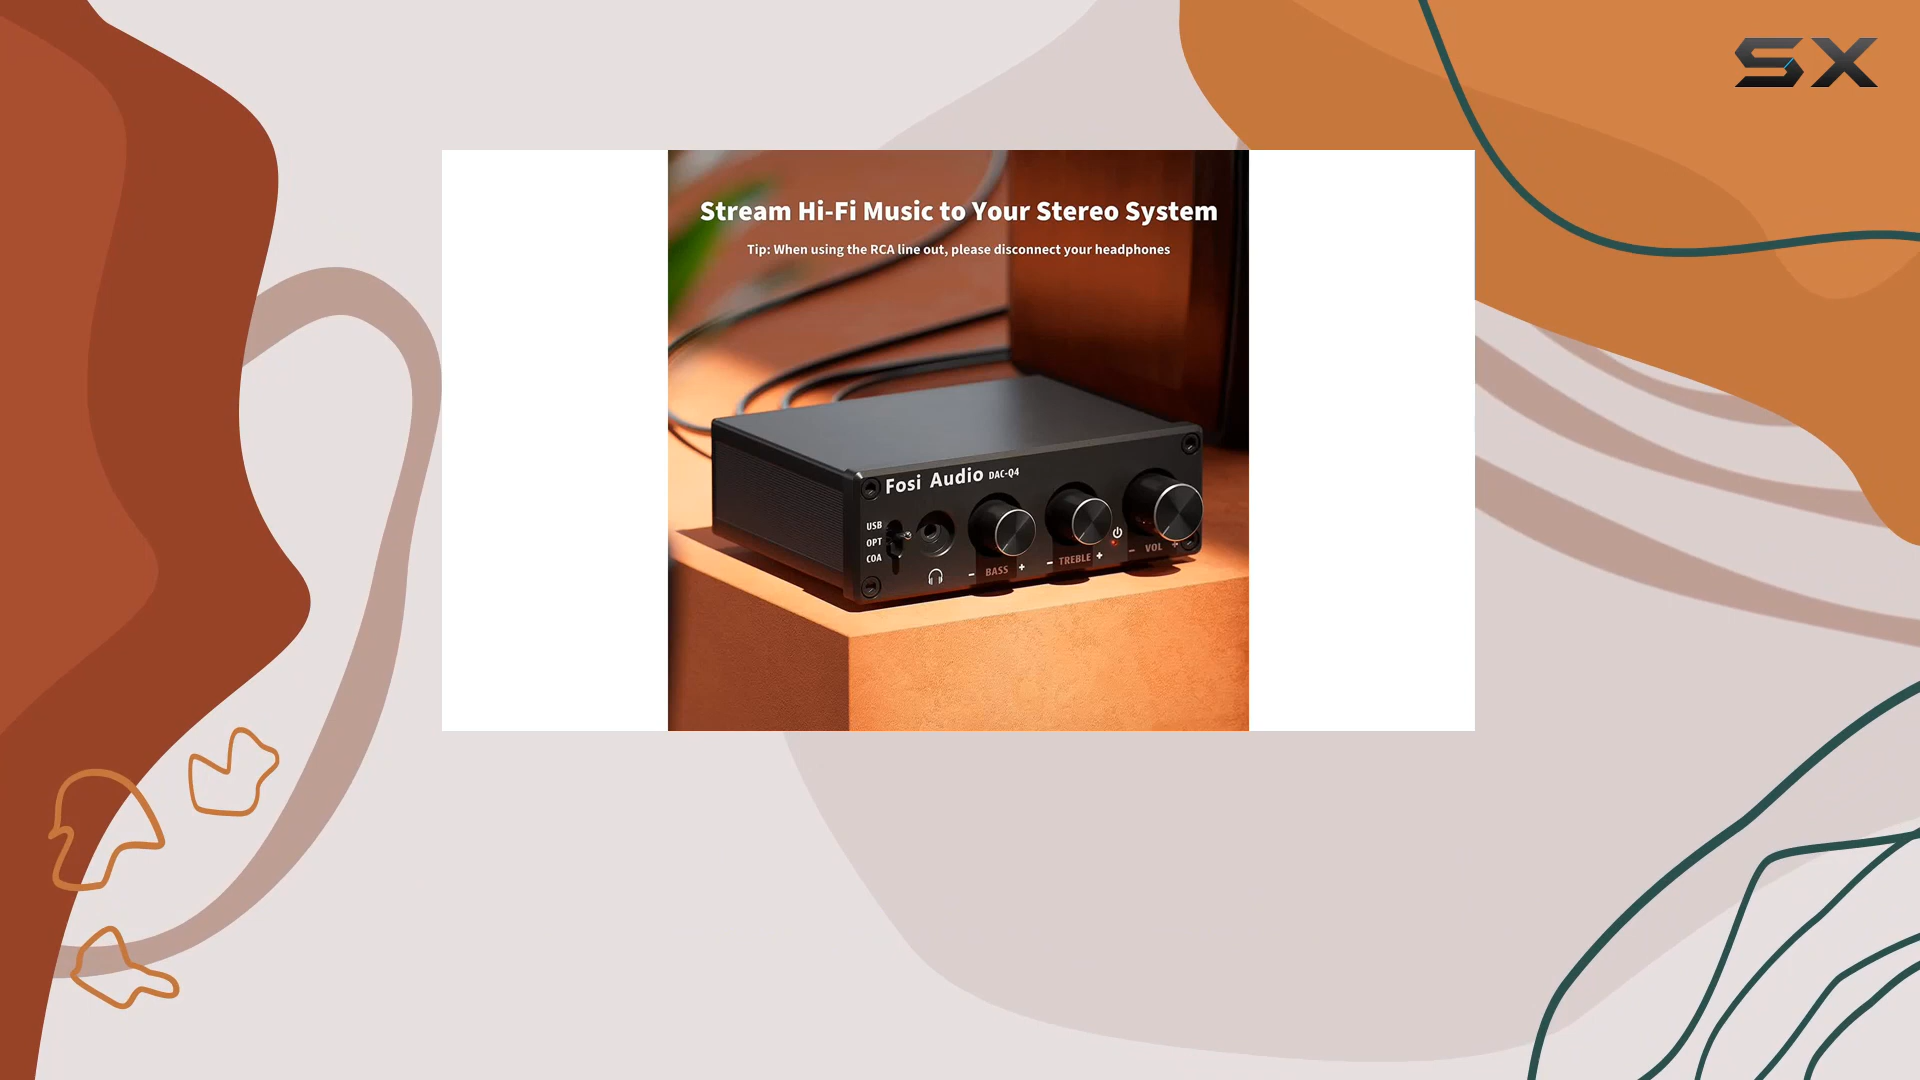 SX
Stream Hi-Fi Music to Your Stereo System
Tip: When using the RCA line out, please disconnect your headphones
Fosi Audio DAC-Q4
USB
OPT
COA
- BASS +
- TREBLE +
- VOL +